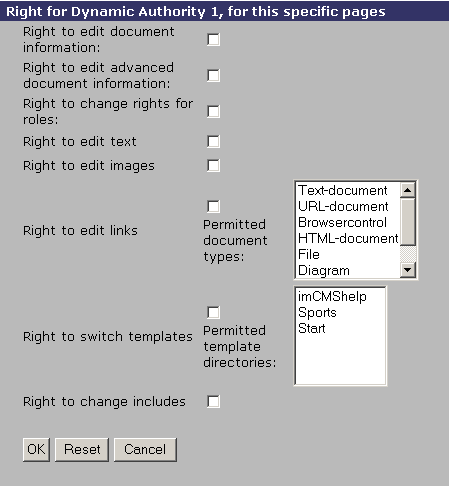 Right for Dynamic Authority 1, for this specific pages
Right to edit document
information:
Right to edit advanced
document information:
Right to change rights for
roles:
Right to edit text
Right to edit images
Right to edit links
Permitted
document
types:
Text-document
URL-document
Browsercontrol
HTML-document
File
Diagram
Right to switch templates
Permitted
template
directories:
imCMShelp
Sports
Start
Right to change includes
OK
Reset
Cancel